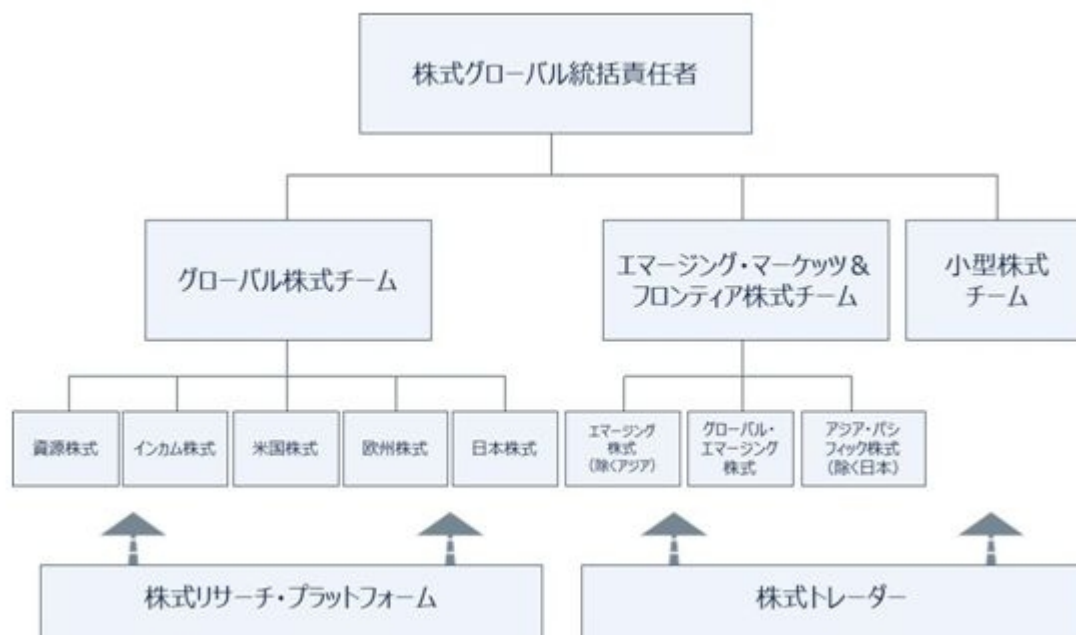 株式グローバル統括責任者
グローバル株式チーム
エマージング・マーケッツ＆
フロンティア株式チーム
小型株式
チーム
資源株式
インカム株式
米国株式
欧州株式
日本株式
エマージング
株式
(除くアジア)
グローバル・
エマージング
株式
アジア・パシ
フィック株式
(除く日本)
株式リサーチ・プラットフォーム
株式トレーダー